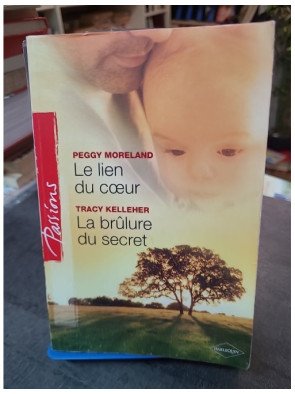 PEGGY MORELAND
Le lien
du cœur
TRACY KELLEHER
La brûlure
du secret
Passions
HARLEQUIN